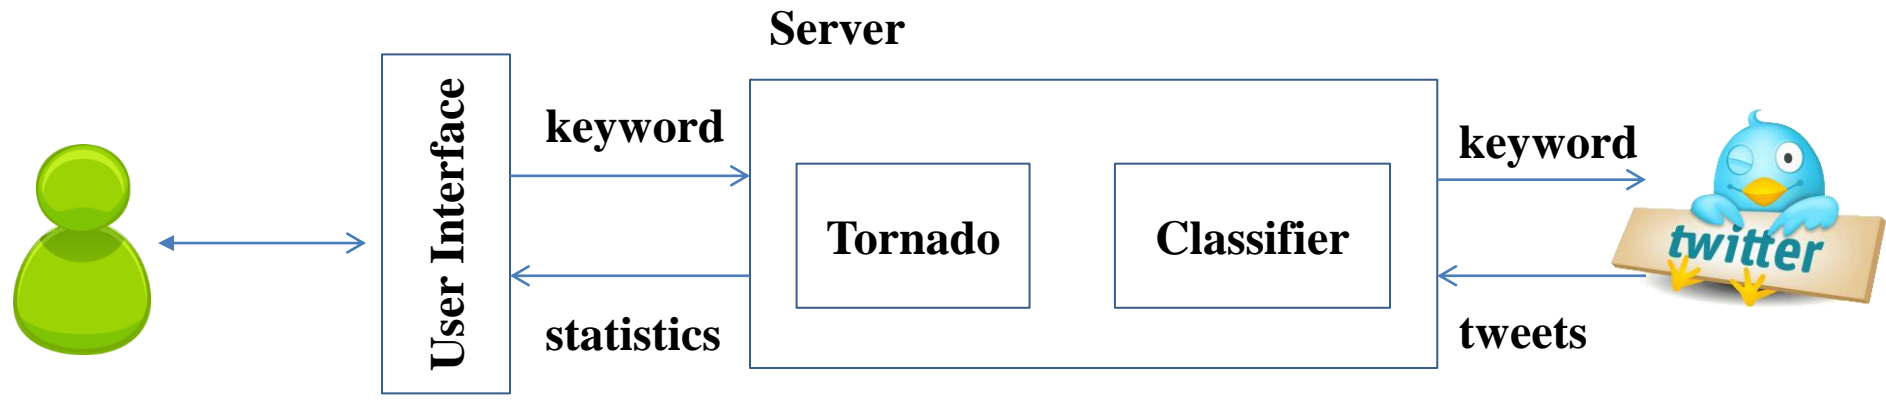 Server
User Interface
keyword
statistics
Tornado
Classifier
keyword
tweets
twitter